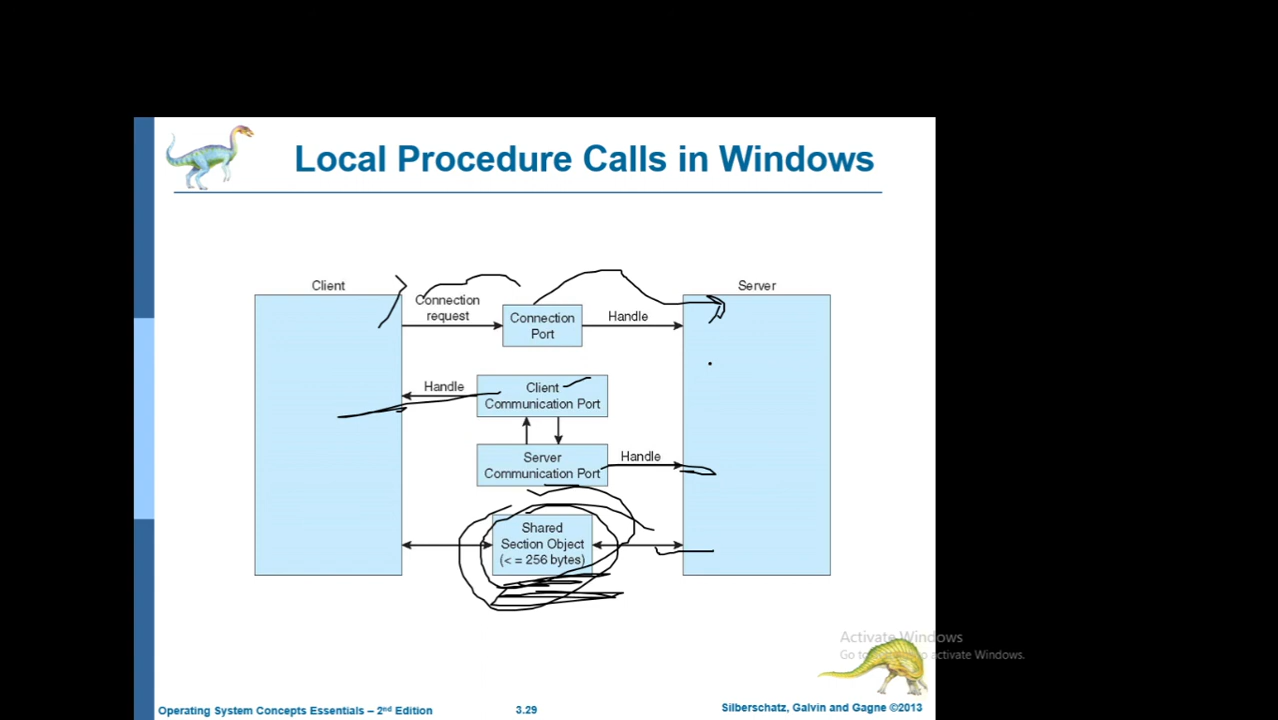 Local Procedure Calls in Windows
Client
Server
Connection
request
Connection
Port
Handle
Handle
Client
Communication Port
Server
Communication Port
Handle
Shared
Section Object
(< = 256 bytes)
Activate Windows
Go to activate Windows.
Operating System Concepts Essentials – 2nd Edition
3.29
Silberschatz, Galvin and Gagne ©2013